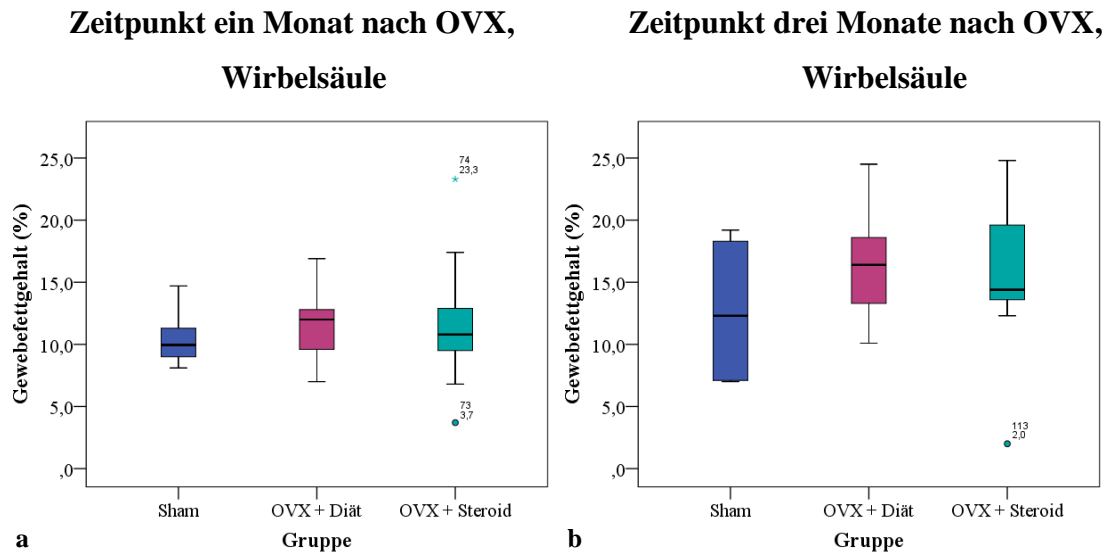 Zeitpunkt ein Monat nach OVX,
Wirbelsäule
Gewebefettgehalt (%)
25,0
20,0
15,0
10,0
5,0
,0
74
23,3
73
3,7
Sham
OVX + Diät
OVX + Steroid
Gruppe
a
Zeitpunkt drei Monate nach OVX,
Wirbelsäule
Gewebefettgehalt (%)
25,0
20,0
15,0
10,0
5,0
,0
113
2,0
Sham
OVX + Diät
OVX + Steroid
Gruppe
b